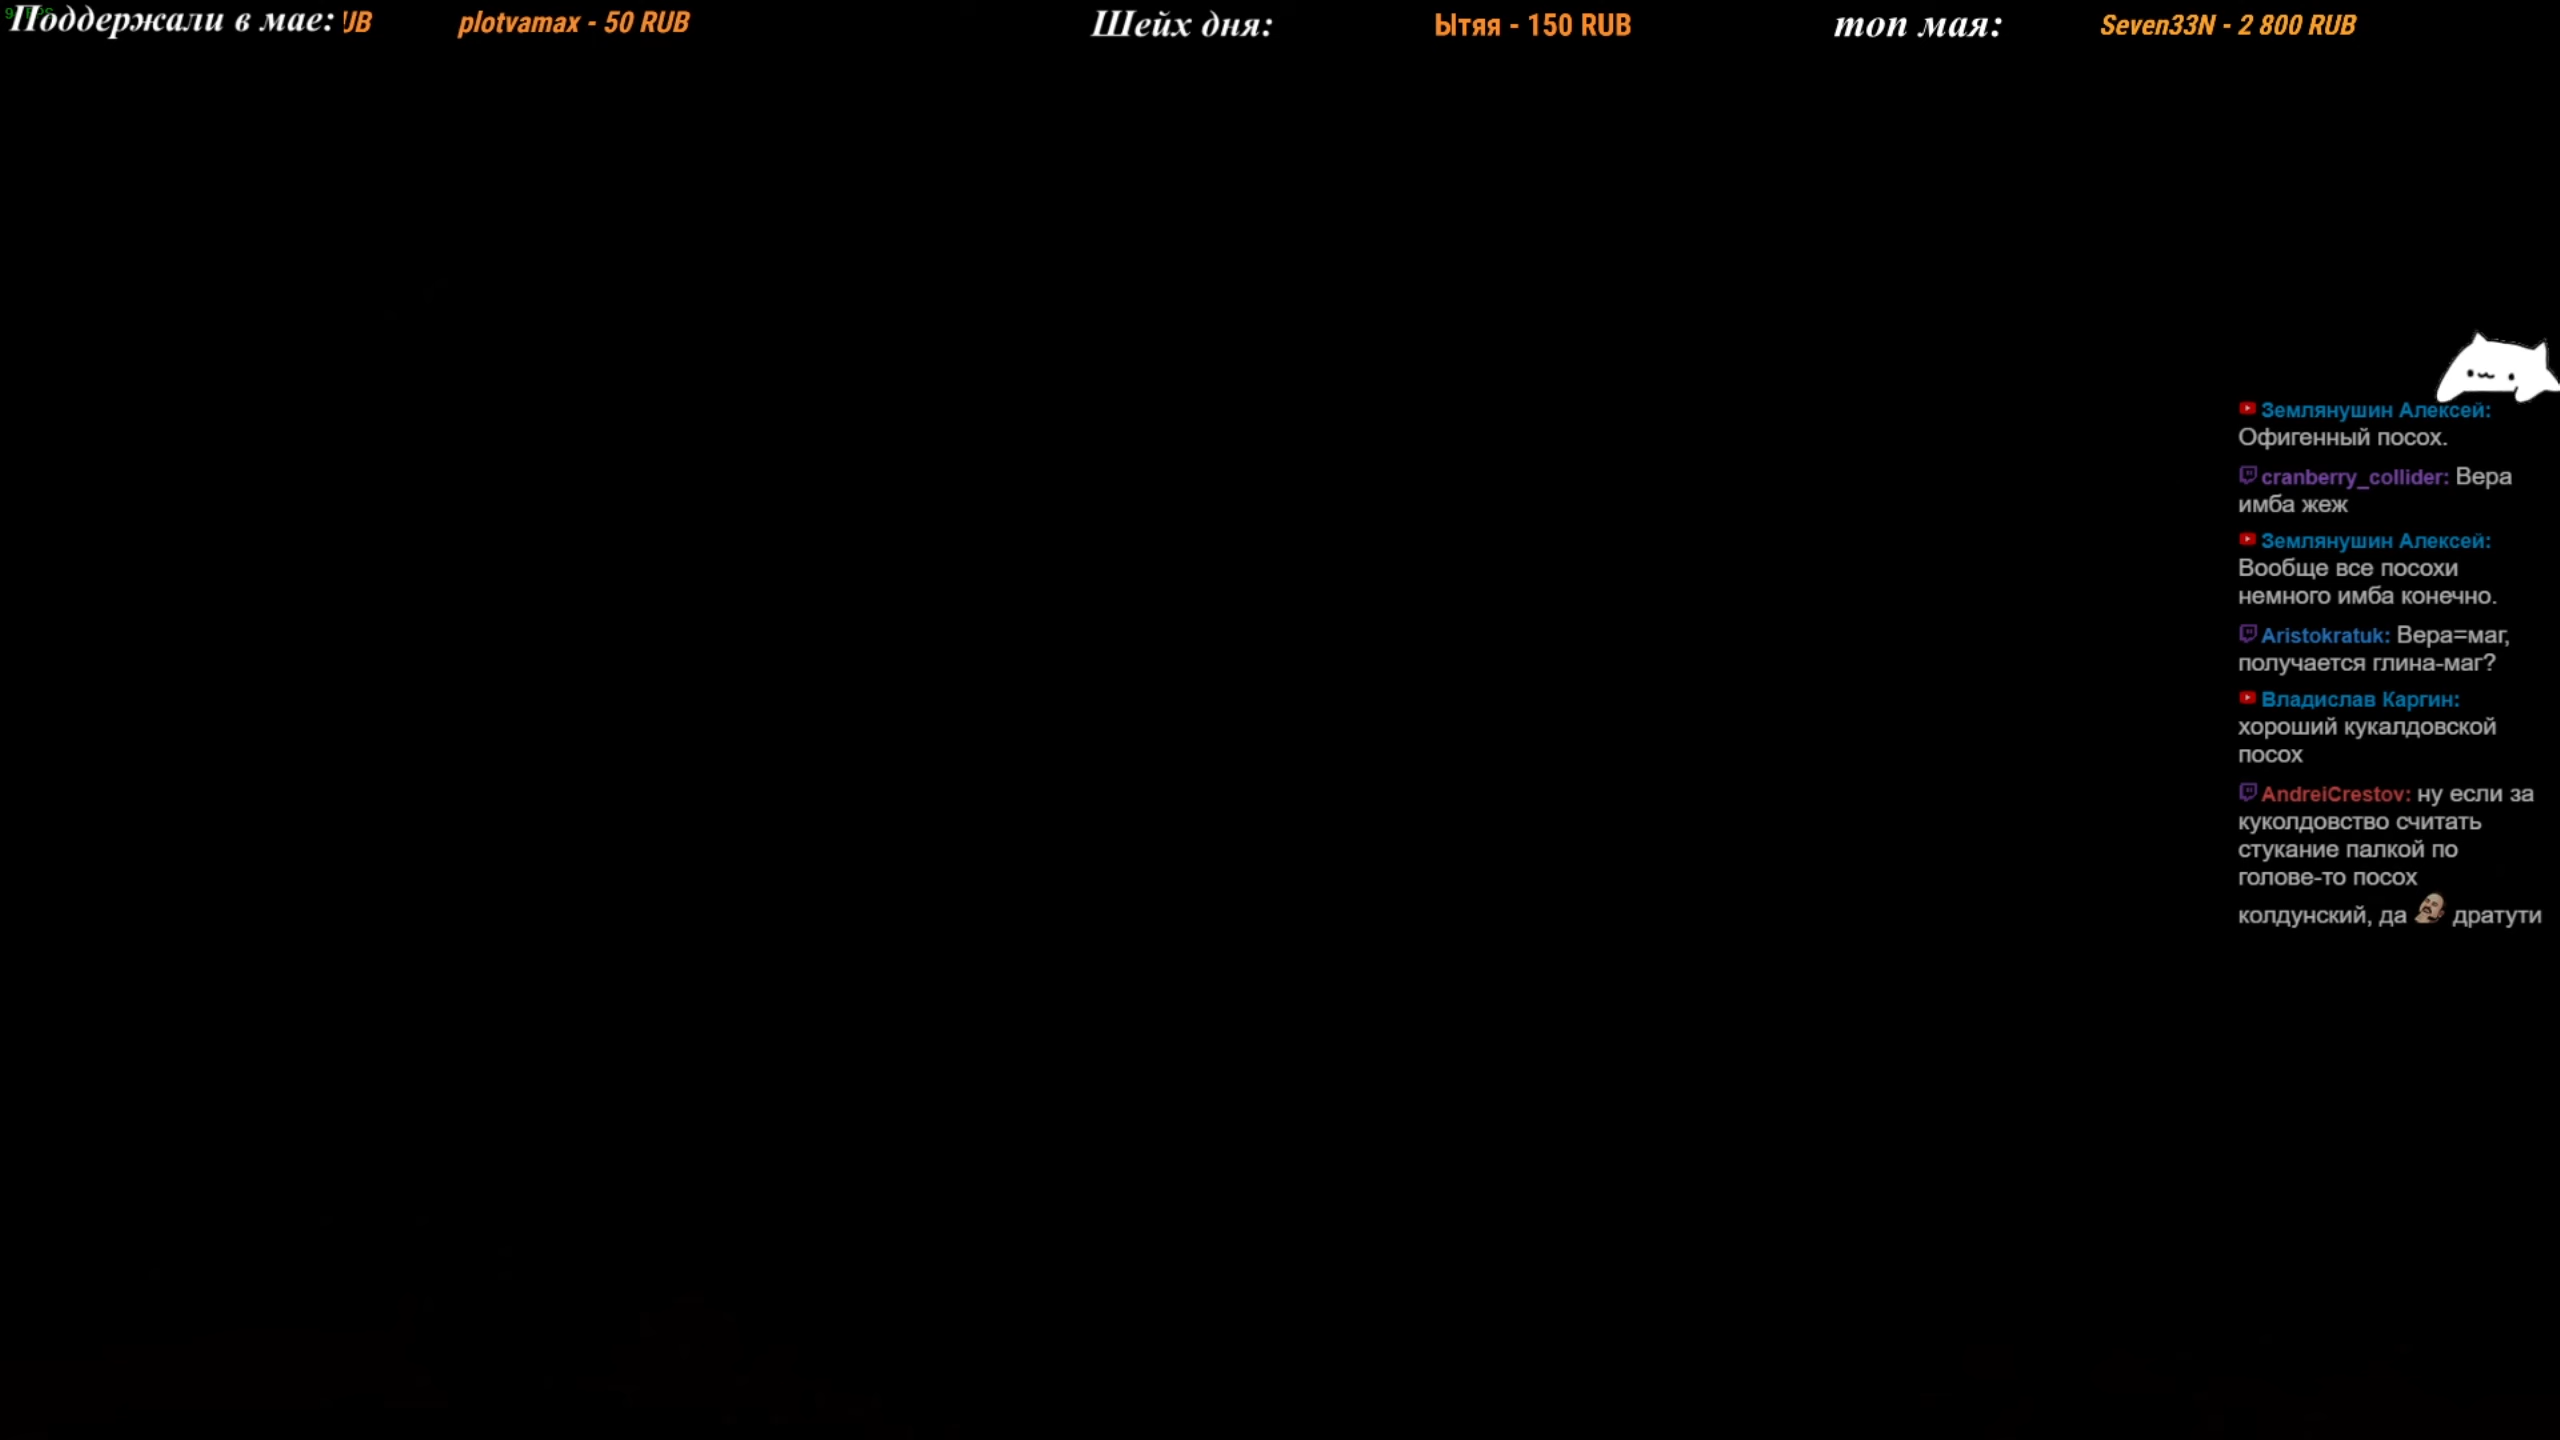 Поддержали в мае: UB plotvamax - 50 RUB Шейх дня: Ытяя - 150 RUB топ мая: Seven33N - 2 800 RUB
Землянушин Алексей:
Офигенный посох.
cranberry_collider: Вера
имба жеж
Землянушин Алексей:
Вообще все посохи
немного имба конечно.
Aristokratuk: Вера=маг,
получается глина-маг?
Владислав Каргин:
хороший кукалдовской
посох
AndreiCrestov: ну если за
куколдовство считать
стукание палкой по
голове-то посох
колдунский, да дратути